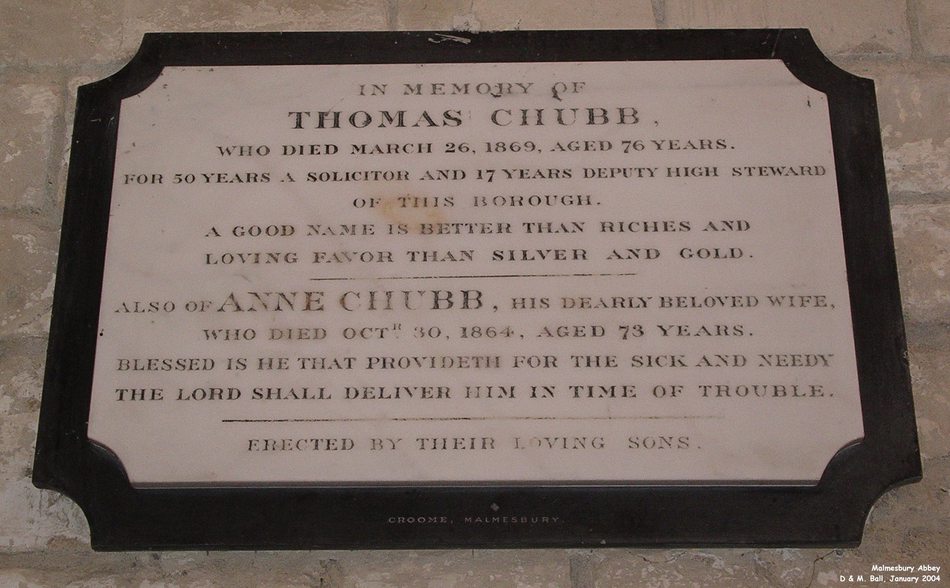 IN MEMORY OF
THOMAS CHUBB,
WHO DIED MARCH 26, 1869, AGED 76 YEARS.
FOR 50 YEARS A SOLICITOR AND 17 YEARS DEPUTY HIGH STEWARD
OF THIS BOROUGH.
A GOOD NAME IS BETTER THAN RICHES AND
LOVING FAVOR THAN SILVER AND GOLD.
ALSO OF ANNE CHUBB, HIS DEARLY BELOVED WIFE,
WHO DIED OCTR 30, 1864, AGED 73 YEARS.
BLESSED IS HE THAT PROVIDETH FOR THE SICK AND NEEDY
THE LORD SHALL DELIVER HIM IN TIME OF TROUBLE.
ERECTED BY THEIR LOVING SONS.
CROOME, MALMESBURY.
Malmesbury Abbey
D & M. Ball, January 2004